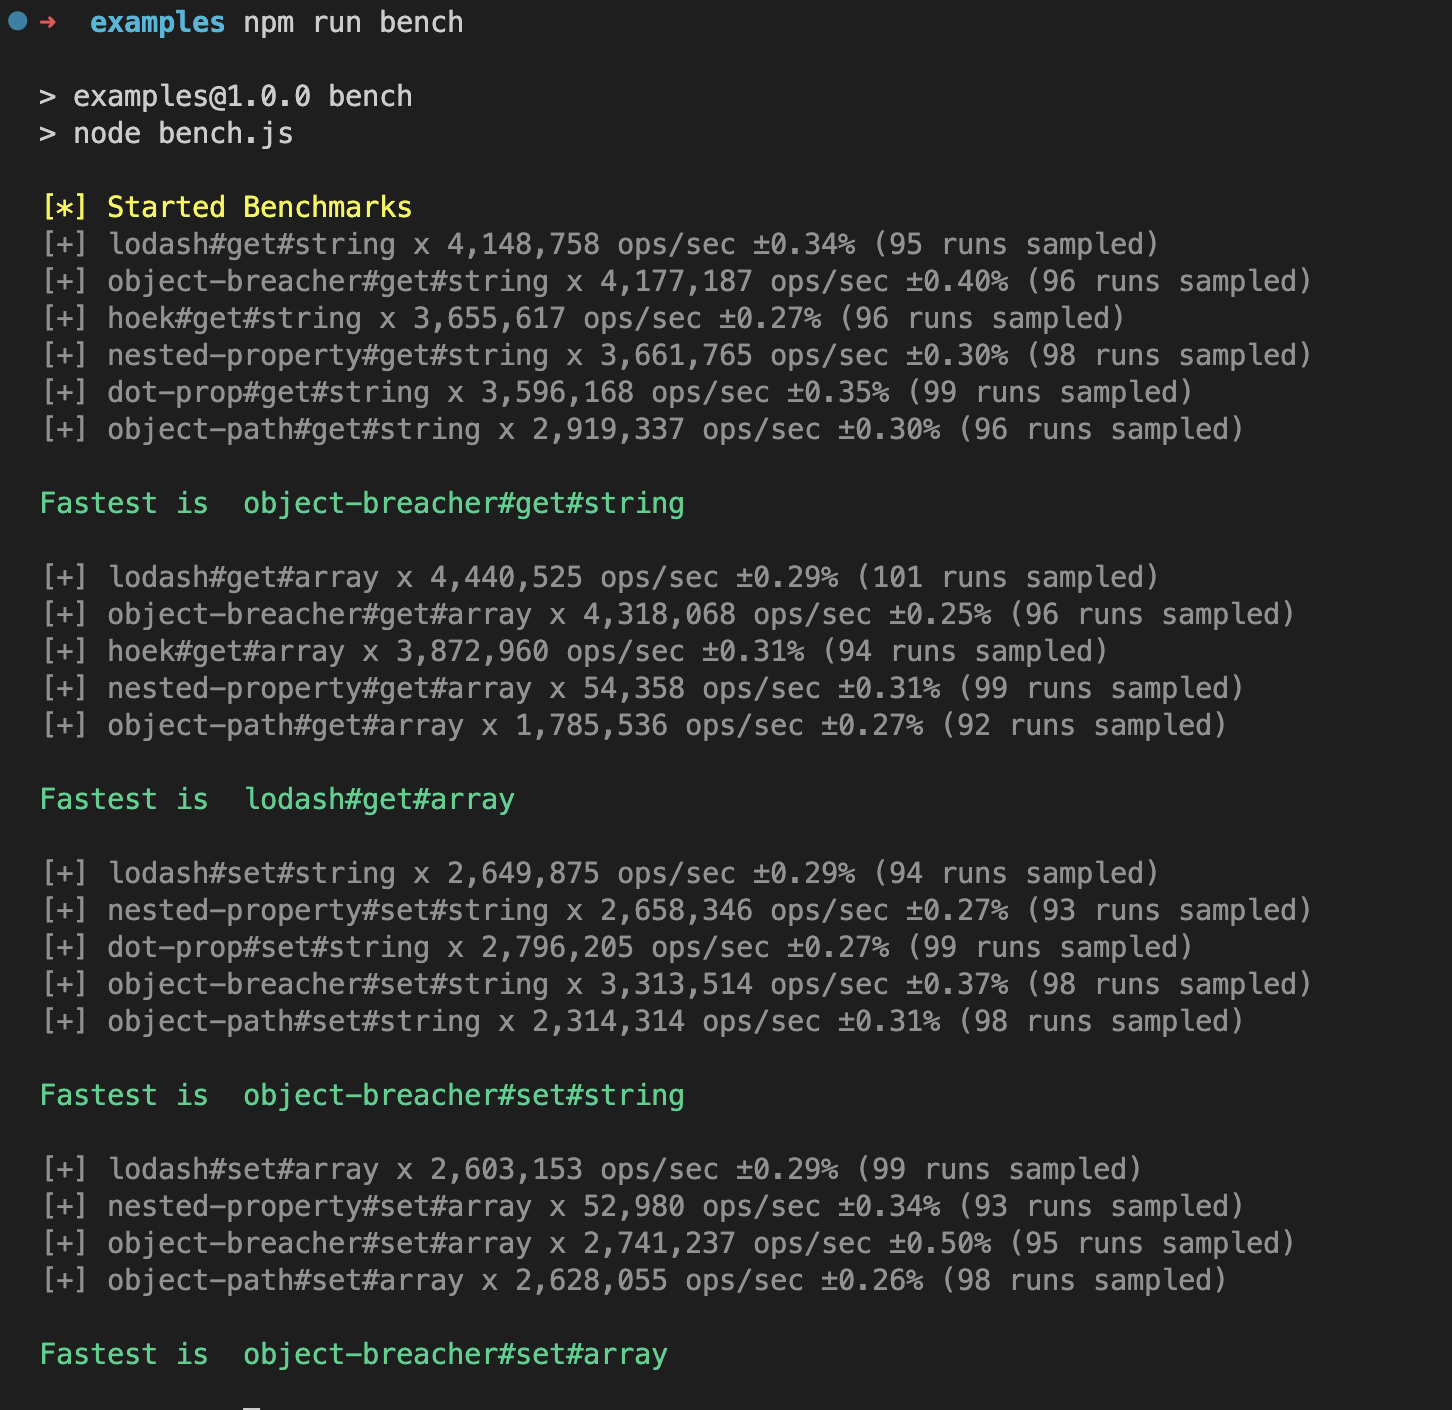 ➜ examples npm run bench
> examples@1.0.0 bench
> node bench.js
[*] Started Benchmarks
[+] lodash#get#string x 4,148,758 ops/sec ±0.34% (95 runs sampled)
[+] object-breacher#get#string x 4,177,187 ops/sec ±0.40% (96 runs sampled)
[+] hoek#get#string x 3,655,617 ops/sec ±0.27% (96 runs sampled)
[+] nested-property#get#string x 3,661,765 ops/sec ±0.30% (98 runs sampled)
[+] dot-prop#get#string x 3,596,168 ops/sec ±0.35% (99 runs sampled)
[+] object-path#get#string x 2,919,337 ops/sec ±0.30% (96 runs sampled)
Fastest is  object-breacher#get#string
[+] lodash#get#array x 4,440,525 ops/sec ±0.29% (101 runs sampled)
[+] object-breacher#get#array x 4,318,068 ops/sec ±0.25% (96 runs sampled)
[+] hoek#get#array x 3,872,960 ops/sec ±0.31% (94 runs sampled)
[+] nested-property#get#array x 54,358 ops/sec ±0.31% (99 runs sampled)
[+] object-path#get#array x 1,785,536 ops/sec ±0.27% (92 runs sampled)
Fastest is  lodash#get#array
[+] lodash#set#string x 2,649,875 ops/sec ±0.29% (94 runs sampled)
[+] nested-property#set#string x 2,658,346 ops/sec ±0.27% (93 runs sampled)
[+] dot-prop#set#string x 2,796,205 ops/sec ±0.27% (99 runs sampled)
[+] object-breacher#set#string x 3,313,514 ops/sec ±0.37% (98 runs sampled)
[+] object-path#set#string x 2,314,314 ops/sec ±0.31% (98 runs sampled)
Fastest is  object-breacher#set#string
[+] lodash#set#array x 2,603,153 ops/sec ±0.29% (99 runs sampled)
[+] nested-property#set#array x 52,980 ops/sec ±0.34% (93 runs sampled)
[+] object-breacher#set#array x 2,741,237 ops/sec ±0.50% (95 runs sampled)
[+] object-path#set#array x 2,628,055 ops/sec ±0.26% (98 runs sampled)
Fastest is  object-breacher#set#array